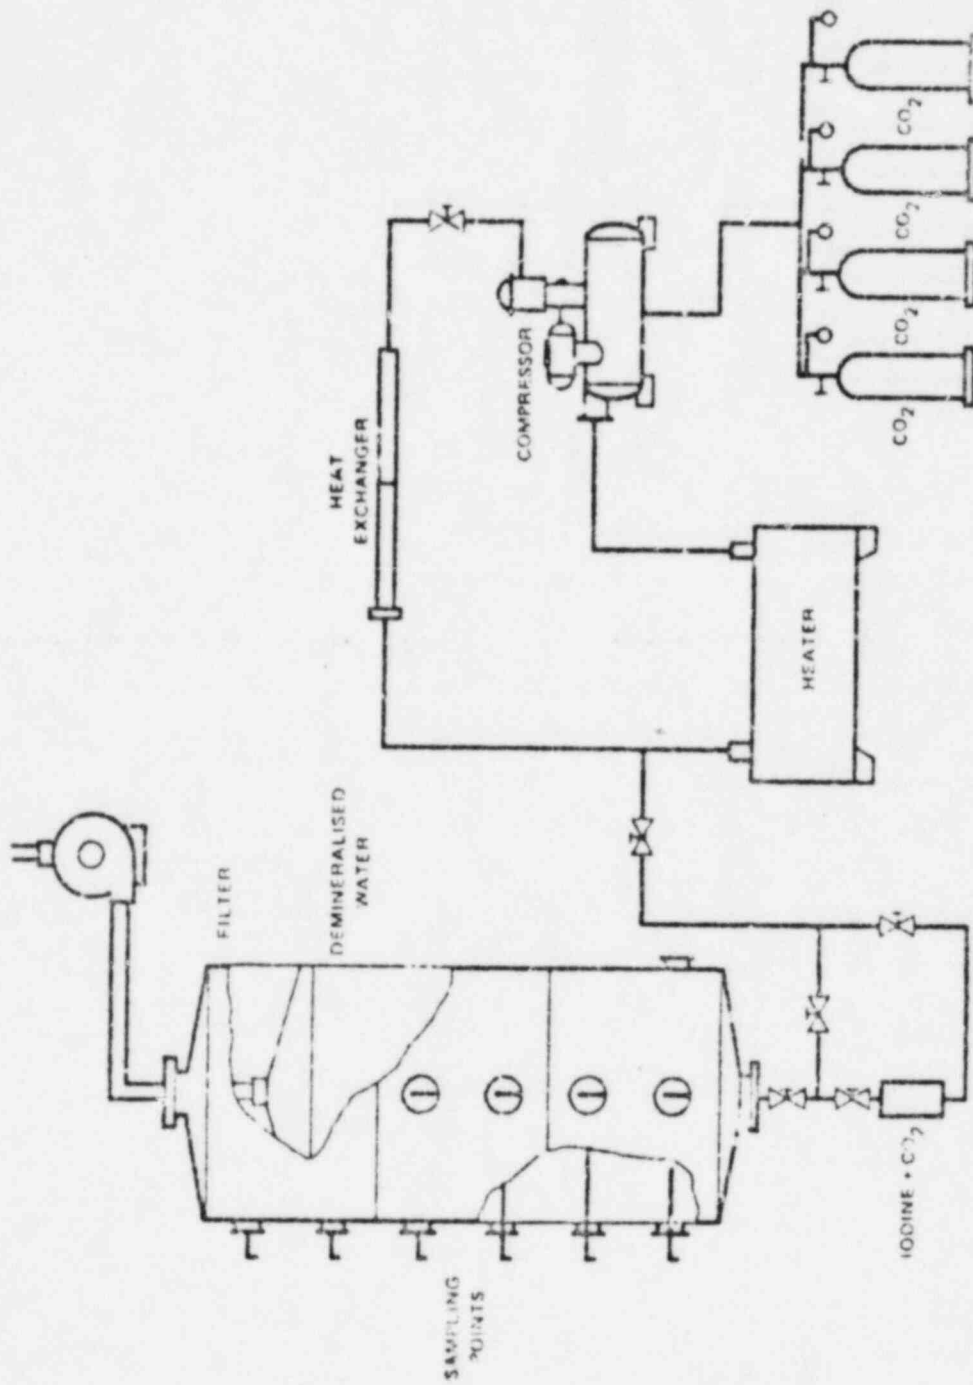 FILTER
DEMINERALISED
WATER
HEAT
EXCHANGER
COMPRESSOR
CO2
CO2
CO2
CO2
HEATER
SAMPLING
POINTS
IODINE + CO2